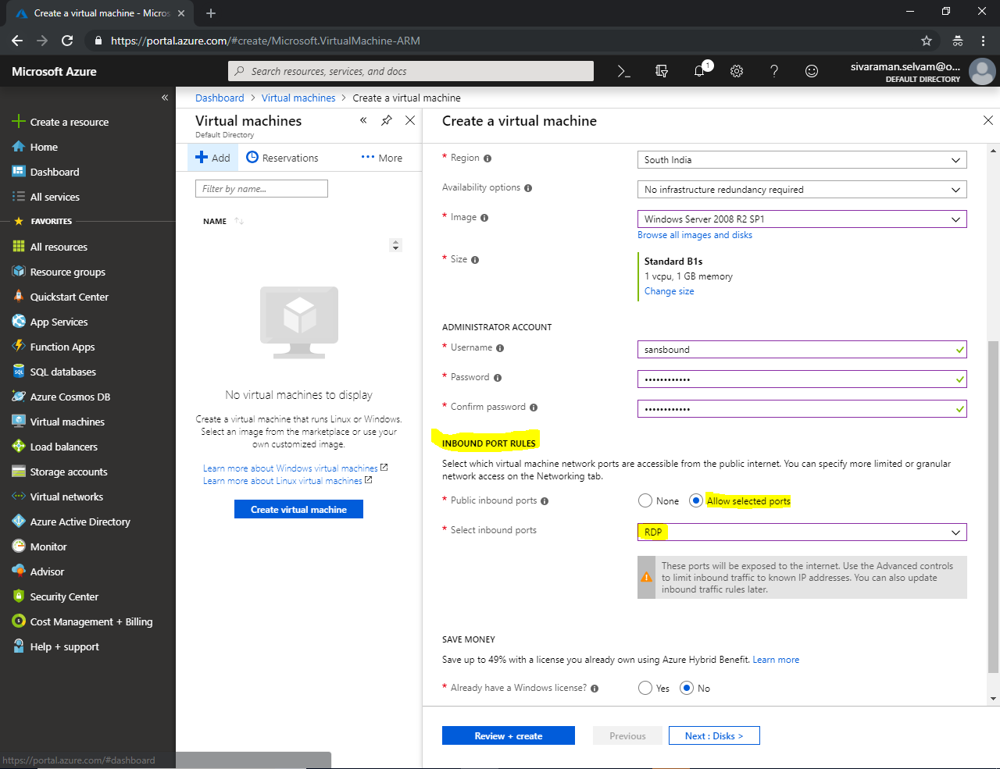 Create a virtual machine - Micros
https://portal.azure.com/#create/Microsoft.VirtualMachine-ARM
Microsoft Azure
Search resources, services, and docs
1
sivaraman.selvam@o...
DEFAULT DIRECTORY
Create a resource
Home
Dashboard
All services
FAVORITES
All resources
Resource groups
Quickstart Center
App Services
Function Apps
SQL databases
Azure Cosmos DB
Virtual machines
Load balancers
Storage accounts
Virtual networks
Azure Active Directory
Monitor
Advisor
Security Center
Cost Management + Billing
Help + support
https://portal.azure.com/#dashboard
Dashboard > Virtual machines > Create a virtual machine
Virtual machines
Default Directory
Add
Reservations
More
Filter by name...
NAME
No virtual machines to display
Create a virtual machine that runs Linux or Windows.
Select an image from the marketplace or use your
own customized image.
Learn more about Windows virtual machines
Learn more about Linux virtual machines
Create virtual machine
Create a virtual machine
* Region
South India
Availability options
No infrastructure redundancy required
* Image
Windows Server 2008 R2 SP1
Browse all images and disks
* Size
Standard B1s
1 vcpu, 1 GB memory
Change size
ADMINISTRATOR ACCOUNT
* Username
sansbound
* Password
••••••••••••
* Confirm password
••••••••••••
INBOUND PORT RULES
Select which virtual machine network ports are accessible from the public internet. You can specify more limited or granular
network access on the Networking tab.
* Public inbound ports
None
Allow selected ports
* Select inbound ports
RDP
These ports will be exposed to the internet. Use the Advanced controls
to limit inbound traffic to known IP addresses. You can also update
inbound traffic rules later.
SAVE MONEY
Save up to 49% with a license you already own using Azure Hybrid Benefit. Learn more
* Already have a Windows license?
Yes
No
Review + create
Previous
Next : Disks >